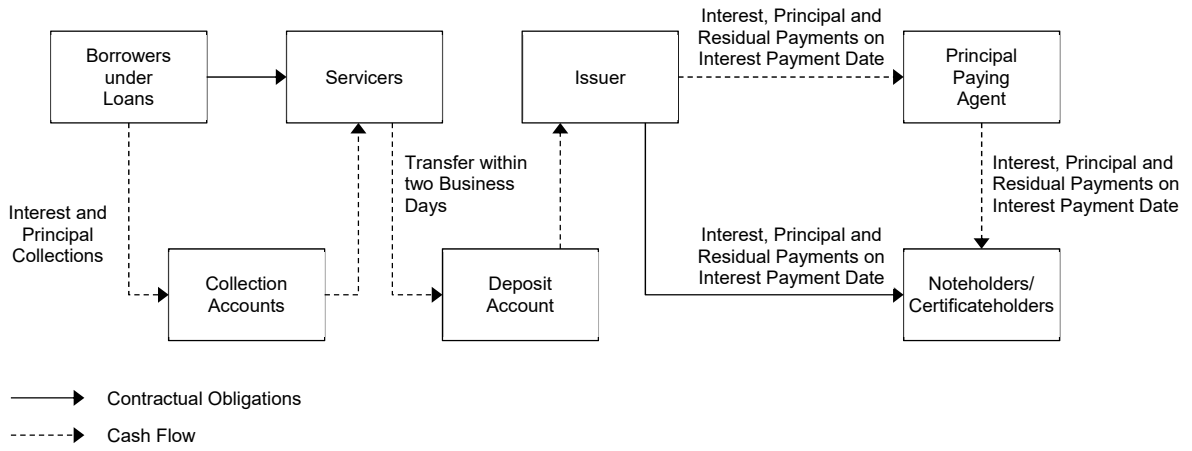 Borrowers
under
Loans
Servicers
Issuer
Interest, Principal and
Residual Payments on
Interest Payment Date
Principal
Paying
Agent
Interest and
Principal
Collections
Transfer within
two Business
Days
Interest, Principal and
Residual Payments on
Interest Payment Date
Collection
Accounts
Deposit
Account
Interest, Principal and
Residual Payments on
Interest Payment Date
Noteholders/
Certificateholders
Contractual Obligations
Cash Flow